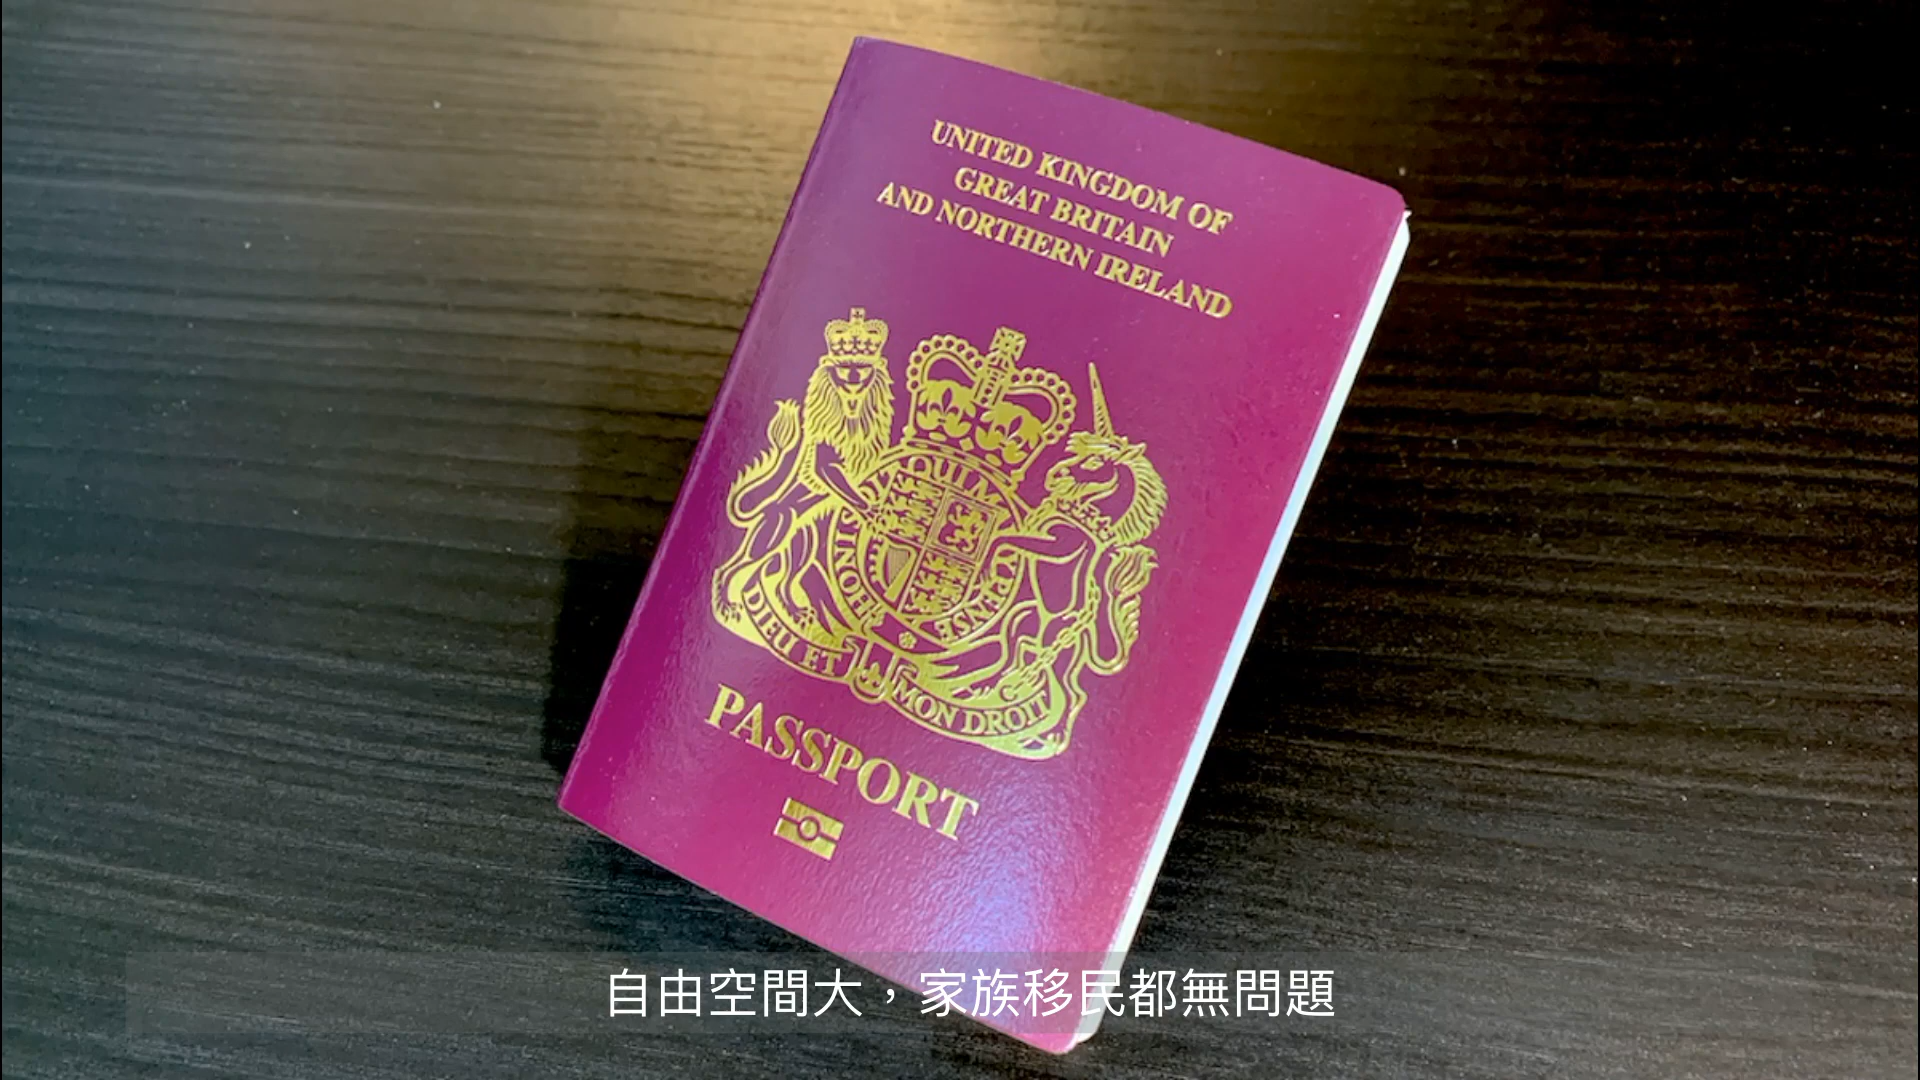 UNITED KINGDOM OF
GREAT BRITAIN
AND NORTHERN IRELAND
DIEU ET
MON DROIT
PASSPORT
自由空間大，家族移民都無問題